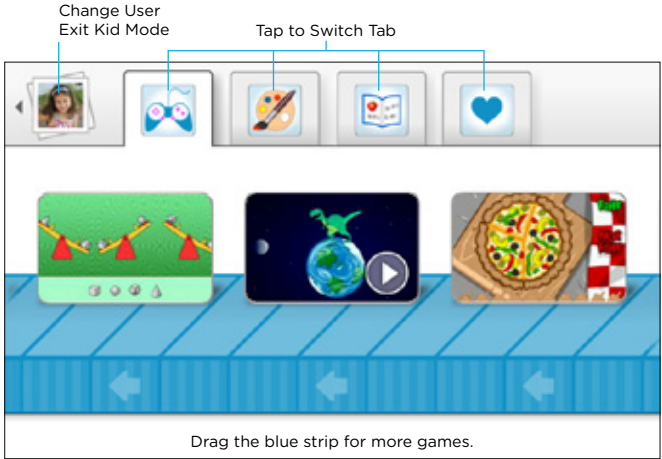 Change User
Exit Kid Mode
Tap to Switch Tab
Drag the blue strip for more games.